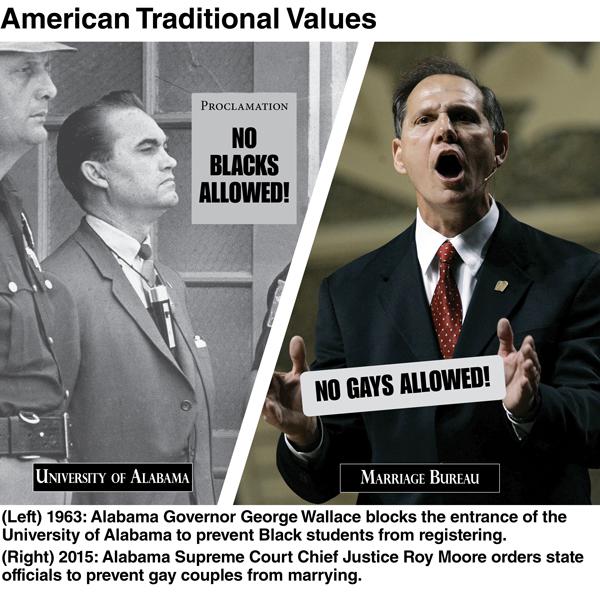 American Traditional Values
PROCLAMATION
NO
BLACKS
ALLOWED!
UNIVERSITY OF ALABAMA
NO GAYS ALLOWED!
MARRIAGE BUREAU
(Left) 1963: Alabama Governor George Wallace blocks the entrance of the
University of Alabama to prevent Black students from registering.
(Right) 2015: Alabama Supreme Court Chief Justice Roy Moore orders state
officials to prevent gay couples from marrying.